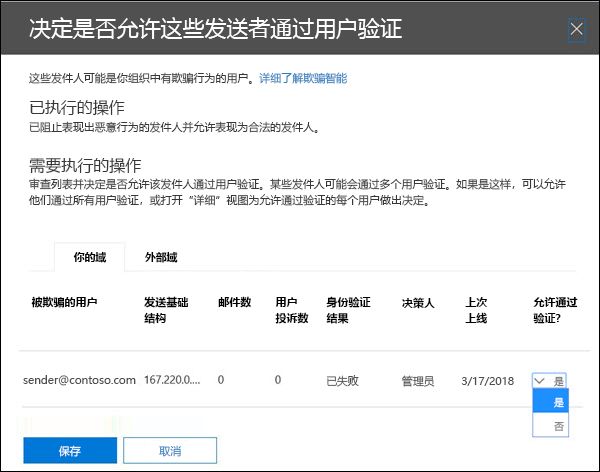 决定是否允许这些发送者通过用户验证
这些发件人可能是你组织中有欺骗行为的用户。详细了解欺骗智能
已执行的操作
已阻止表现出恶意行为的发件人并允许表现为合法的发件人。
需要执行的操作
审查列表并决定是否允许该发件人通过用户验证。某些发件人可能会通过多个用户验证。如果是这样，可以允许
他们通过所有用户验证，或打开“详细”视图为允许通过验证的每个用户做出决定。
你的域 外部域
被欺骗的用户 发送基础 邮件数 用户 身份验证 决策人 上次 允许通过
结构 投诉数 结果 上线 验证?
sender@contoso.com 167.220.0.... 0 0 已失败 管理员 3/17/2018 是
是
否
保存 取消